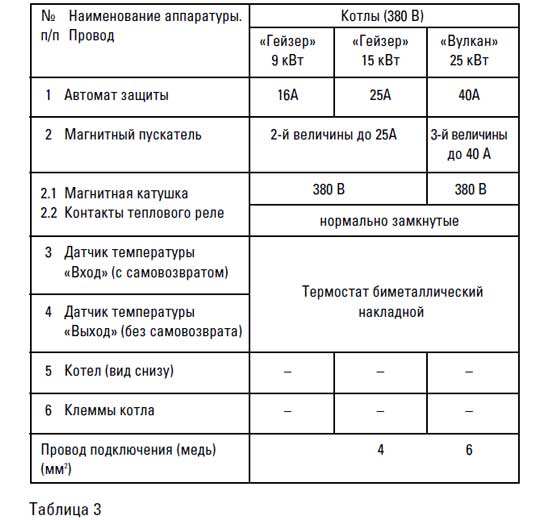 № Наименование аппаратуры. Котлы (380 В)
п/п Провод
«Гейзер» «Гейзер» «Вулкан»
9 кВт 15 кВт 25 кВт
1 Автомат защиты 16А 25А 40А
2 Магнитный пускатель 2-й величины до 25А 3-й величины
до 40 А
2.1 Магнитная катушка 380 В 380 В
2.2 Контакты теплового реле нормально замкнутые
3 Датчик температуры
«Вход» (с самовозвратом)
Термостат биметаллический
накладной
4 Датчик температуры
«Выход» (без самовозврата)
5 Котел (вид снизу) – – –
6 Клеммы котла – – –
Провод подключения (медь) 4 6
(мм²)
Таблица 3